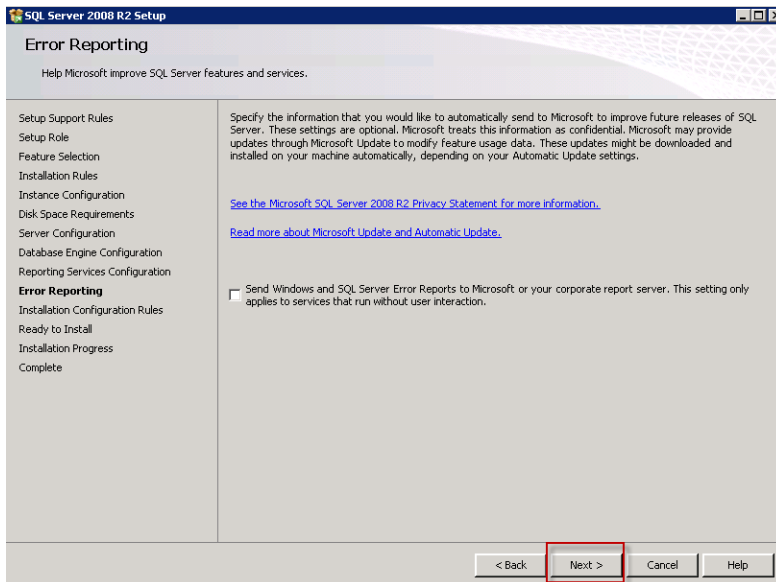 SQL Server 2008 R2 Setup
Error Reporting
Help Microsoft improve SQL Server features and services.
Setup Support Rules
Setup Role
Feature Selection
Installation Rules
Instance Configuration
Disk Space Requirements
Server Configuration
Database Engine Configuration
Reporting Services Configuration
Error Reporting
Installation Configuration Rules
Ready to Install
Installation Progress
Complete
Specify the information that you would like to automatically send to Microsoft to improve future releases of SQL
Server. These settings are optional. Microsoft treats this information as confidential. Microsoft may provide
updates through Microsoft Update to modify feature usage data. These updates might be downloaded and
installed on your machine automatically, depending on your Automatic Update settings.
See the Microsoft SQL Server 2008 R2 Privacy Statement for more information.
Read more about Microsoft Update and Automatic Update.
Send Windows and SQL Server Error Reports to Microsoft or your corporate report server. This setting only
applies to services that run without user interaction.
< Back Next > Cancel Help